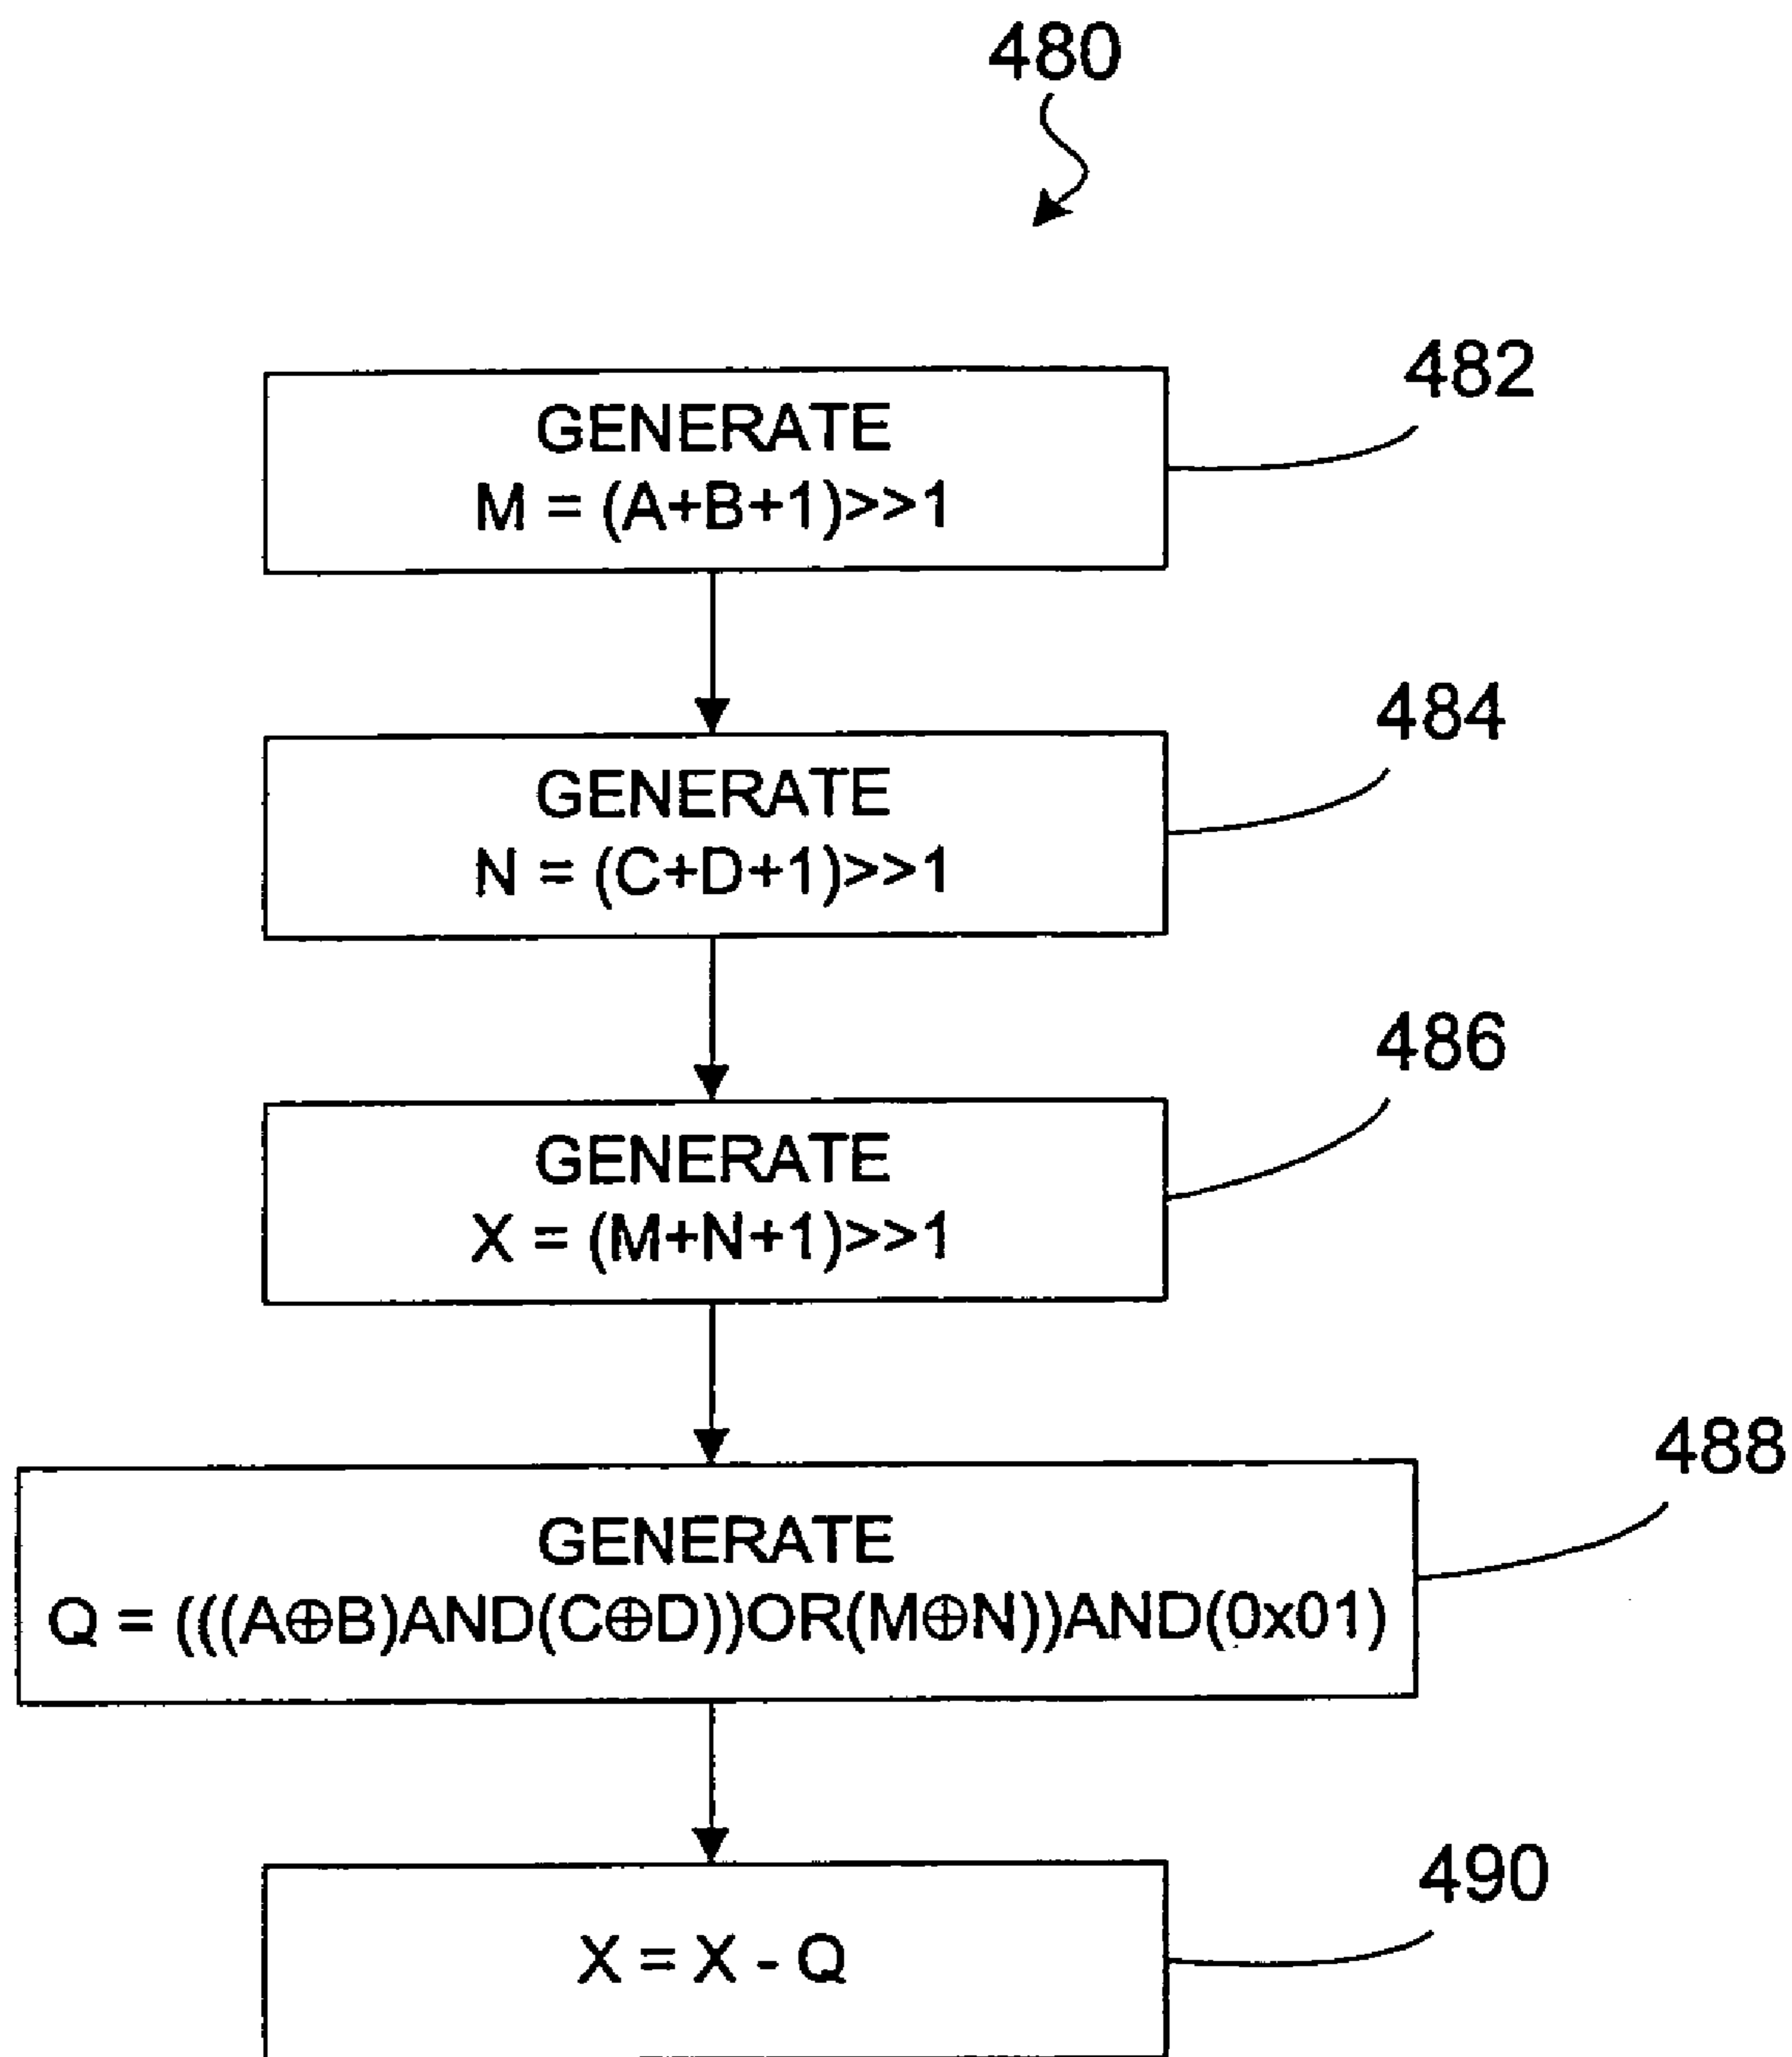 480
482
GENERATE
M = (A+B+1)>>1
484
GENERATE
N = (C+D+1)>>1
486
GENERATE
X = (M+N+1)>>1
488
GENERATE
Q = (((A⊕B)AND(C⊕D))OR(M⊕N))AND(0x01)
490
X = X - Q